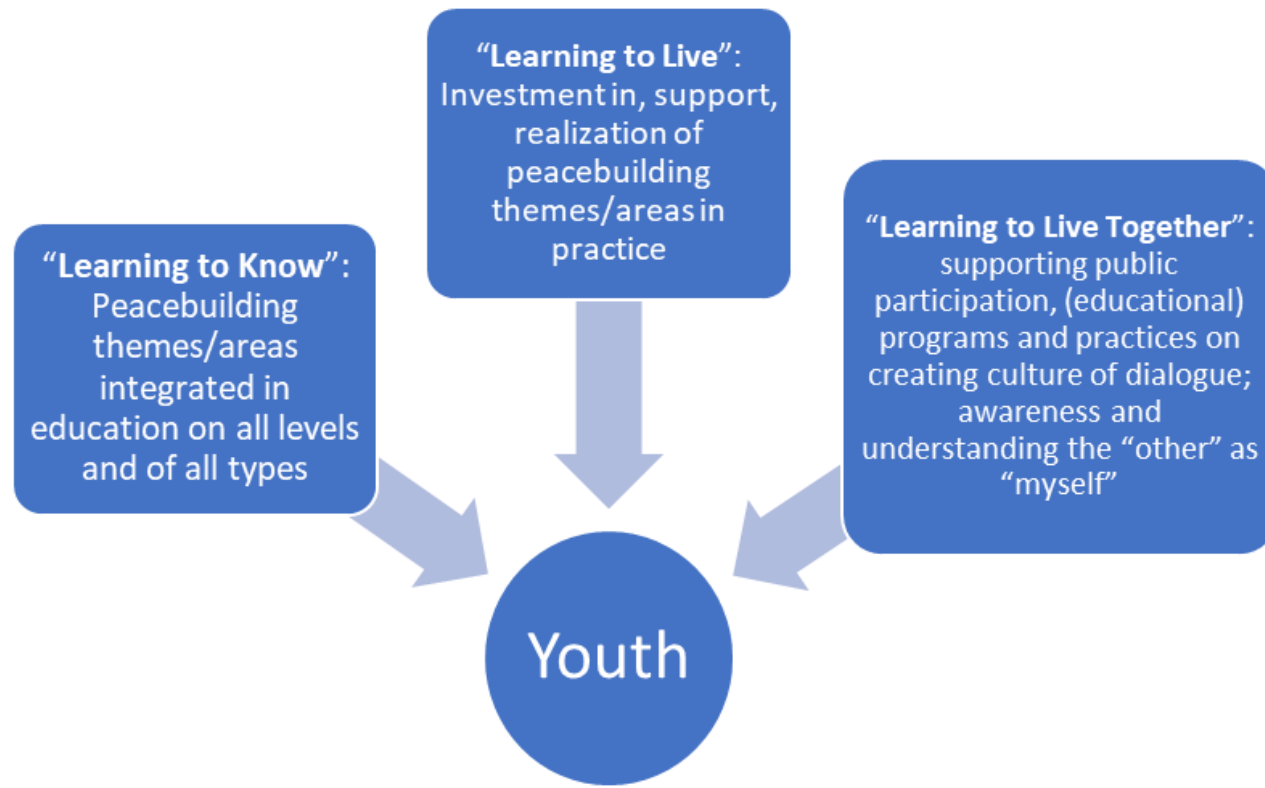 “Learning to Know”:
Peacebuilding
themes/areas
integrated in
education on all levels
and of all types
“Learning to Live”:
Investment in, support,
realization of
peacebuilding
themes/areas in
practice
“Learning to Live Together”:
supporting public
participation, (educational)
programs and practices on
creating culture of dialogue;
awareness and
understanding the “other” as
“myself”
Youth